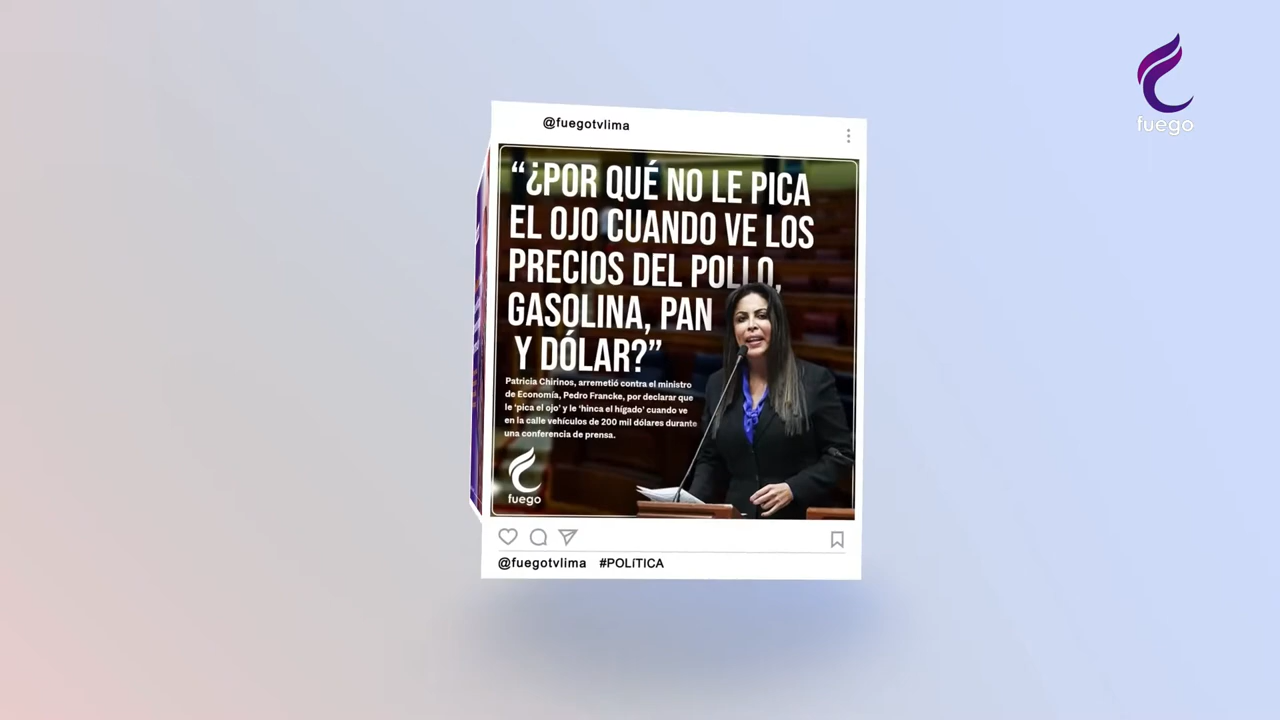 fuego
@fuegotvlima
“¿POR QUÉ NO LE PICA
EL OJO CUANDO VE LOS
PRECIOS DEL POLLO,
GASOLINA, PAN
Y DÓLAR?”
Patricia Chirinos, arremetió contra el ministro
de Economía, Pedro Francke, por declarar que
le ‘pica el ojo’ y le ‘hinca el hígado’ cuando ve
en la calle vehículos de 200 mil dólares durante
una conferencia de prensa.
fuego
@fuegotvlima #POLíTICA